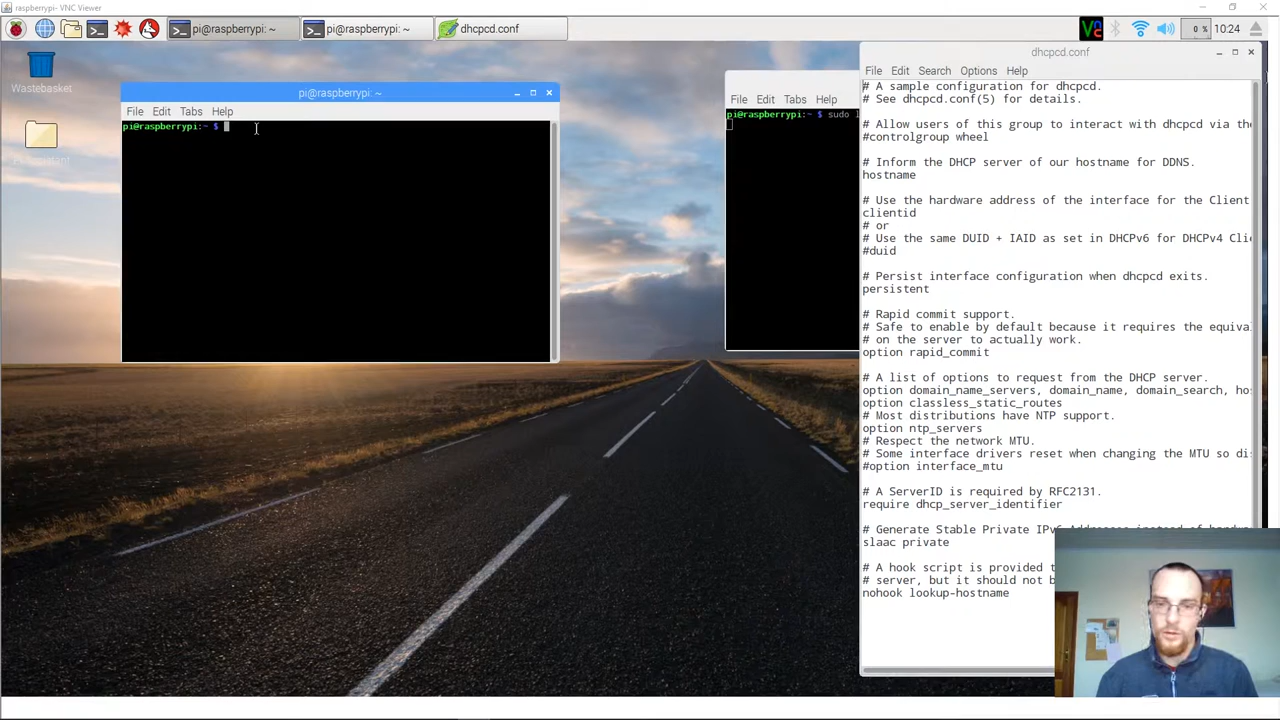 raspberrypi - VNC Viewer
pi@raspberrypi: ~
pi@raspberrypi: ~
dhcpcd.conf
0 %
10:24
Wastebasket
pi@raspberrypi: ~
File Edit Tabs Help
pi@raspberrypi:~ $
File Edit Tabs Help
pi@raspberrypi:~ $ sudo l
dhcpcd.conf
File Edit Search Options Help
# A sample configuration for dhcpcd.
# See dhcpcd.conf(5) for details.
# Allow users of this group to interact with dhcpcd via the
#controlgroup wheel
# Inform the DHCP server of our hostname for DDNS.
hostname
# Use the hardware address of the interface for the Client
clientid
# or
# Use the same DUID + IAID as set in DHCPv6 for DHCPv4 Clie
#duid
# Persist interface configuration when dhcpcd exits.
persistent
# Rapid commit support.
# Safe to enable by default because it requires the equiva
# on the server to actually work.
option rapid_commit
# A list of options to request from the DHCP server.
option domain_name_servers, domain_name, domain_search, ho
option classless_static_routes
# Most distributions have NTP support.
option ntp_servers
# Respect the network MTU.
# Some interface drivers reset when changing the MTU so di
#option interface_mtu
# A ServerID is required by RFC2131.
require dhcp_server_identifier
# Generate Stable Private IPv6 Addresses instead of hardw
slaac private
# A hook script is provided t
# server, but it should not b
nohook lookup-hostname